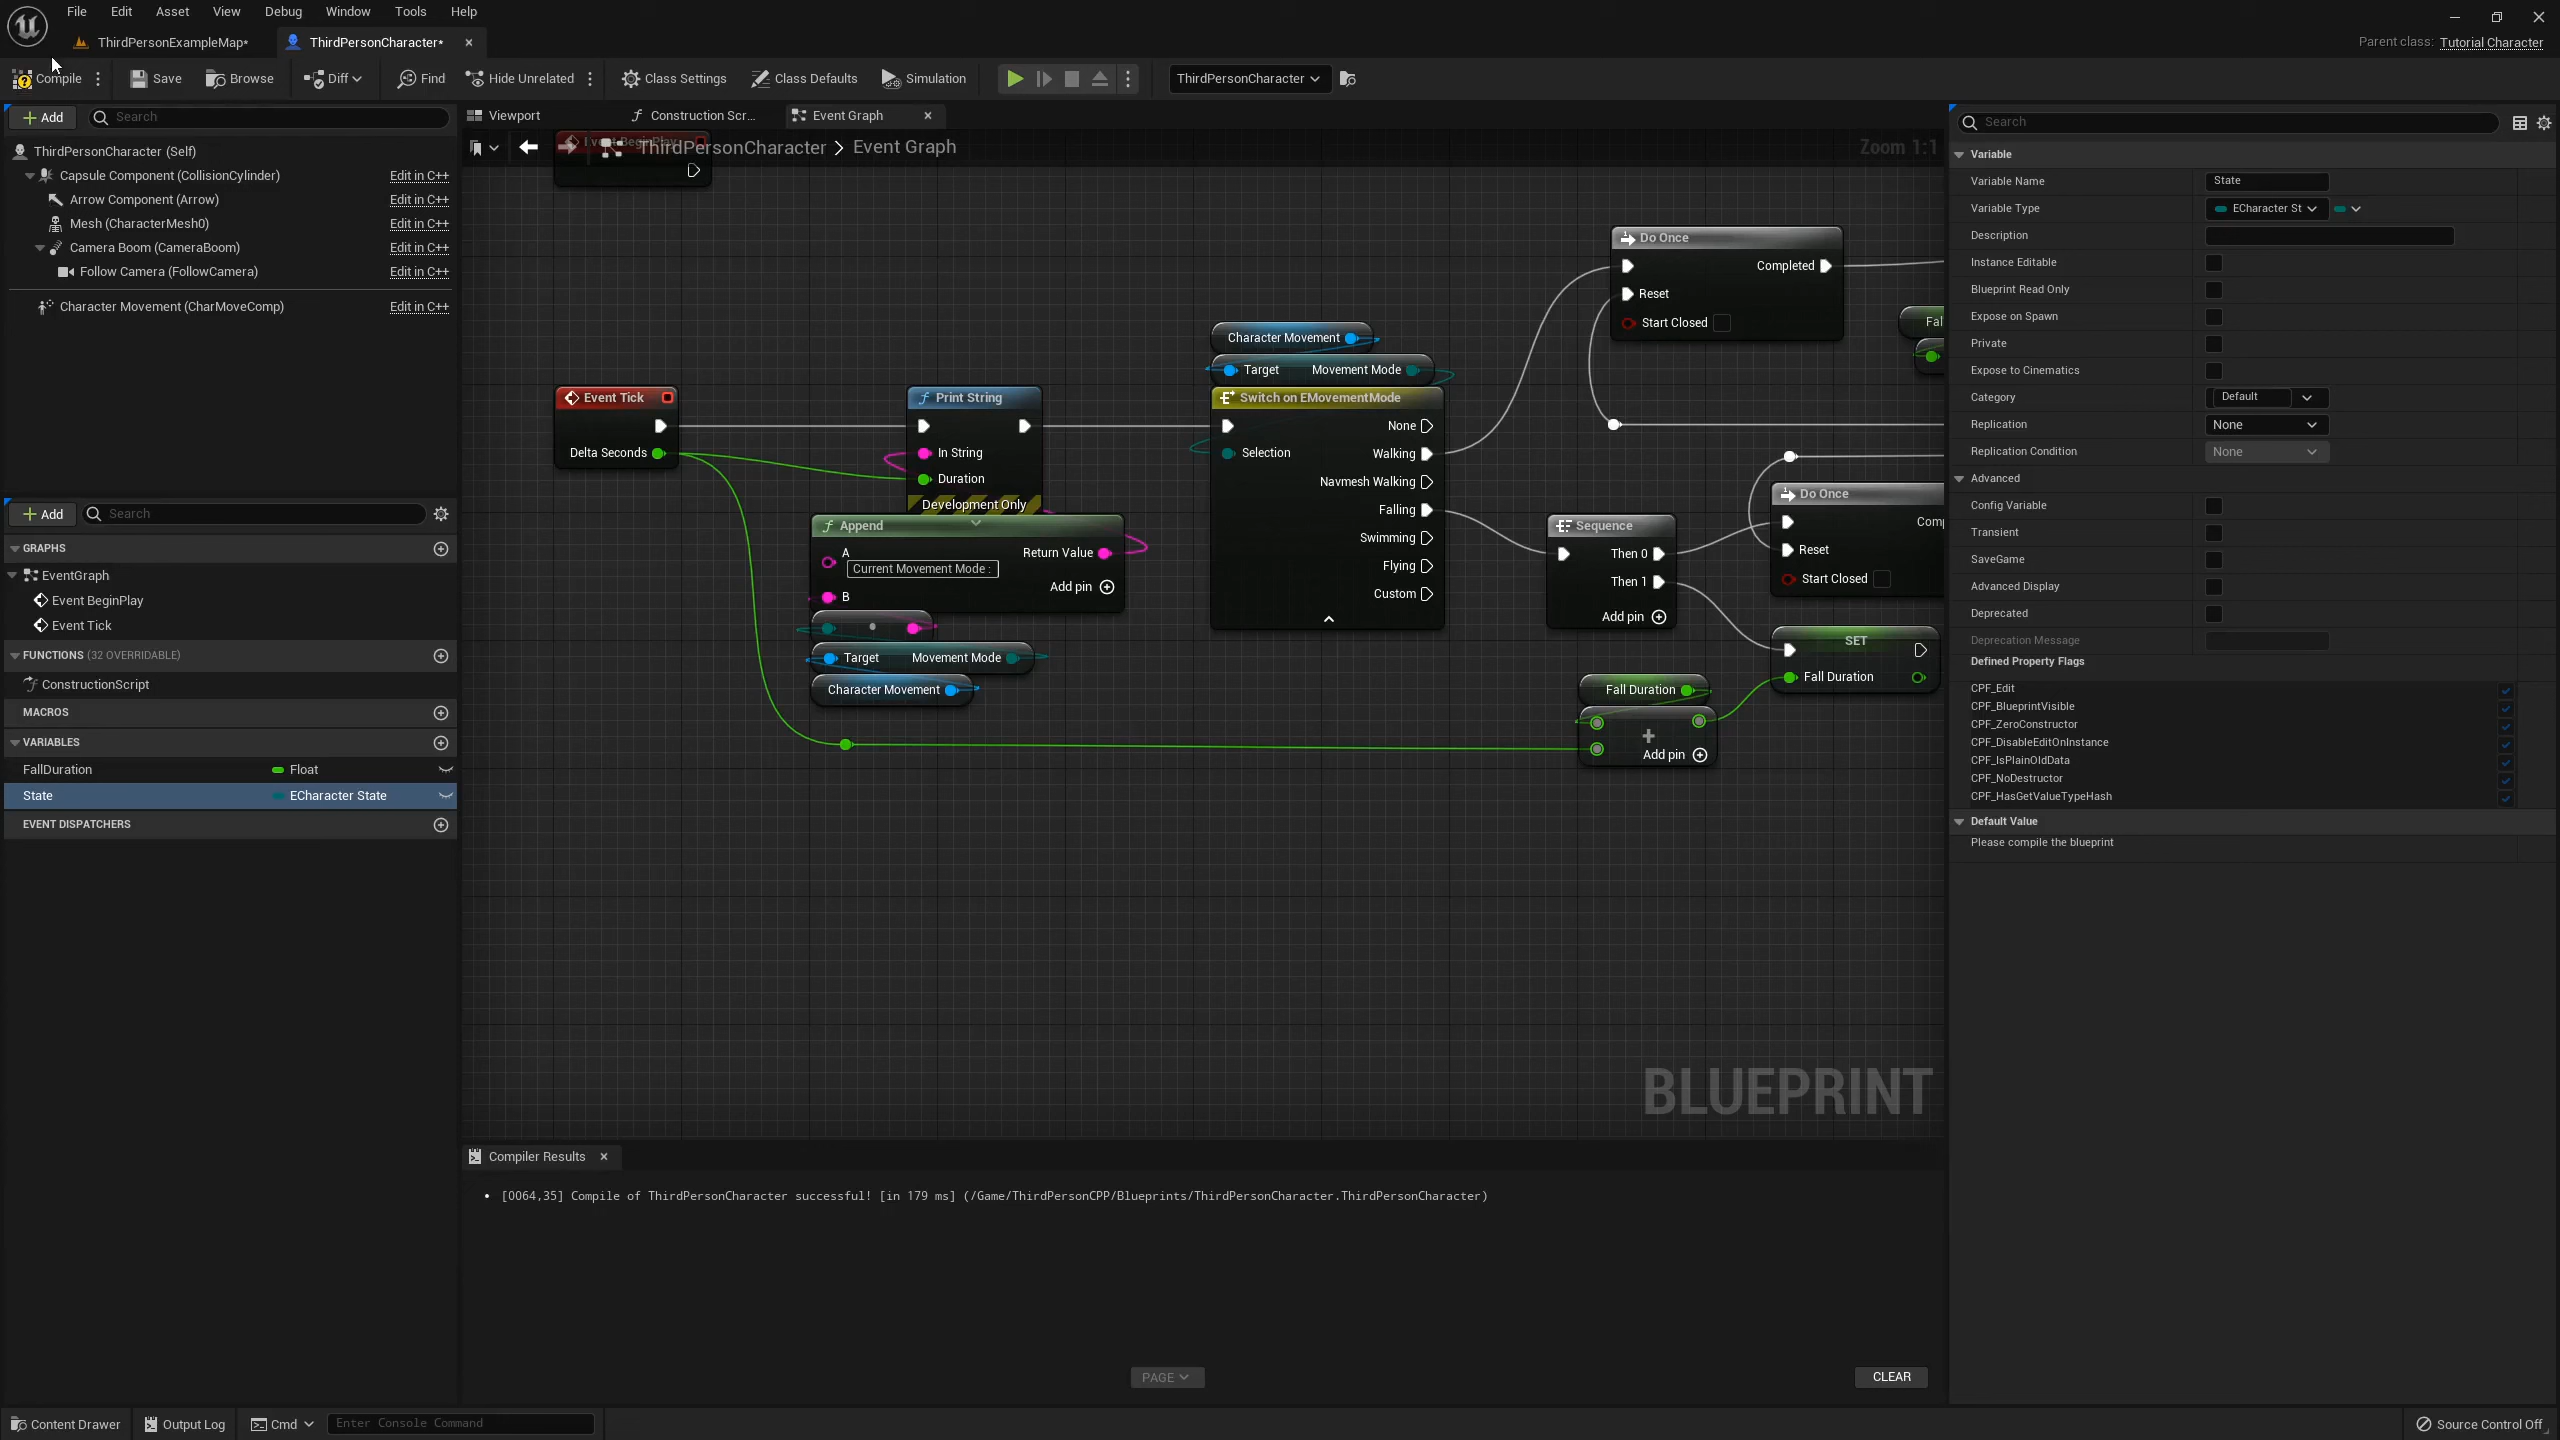 File Edit Asset View Debug Window Tools Help
ThirdPersonExampleMap*
ThirdPersonCharacter*
Parent class: Tutorial Character
Compile Save Browse Diff Find Hide Unrelated Class Settings Class Defaults Simulation ThirdPersonCharacter
Add Search
ThirdPersonCharacter (Self)
Capsule Component (CollisionCylinder) Edit in C++
Arrow Component (Arrow) Edit in C++
Mesh (CharacterMesh0) Edit in C++
Camera Boom (CameraBoom) Edit in C++
Follow Camera (FollowCamera) Edit in C++
Character Movement (CharMoveComp) Edit in C++
Add Search
GRAPHS
EventGraph
Event BeginPlay
Event Tick
FUNCTIONS (32 OVERRIDABLE)
ConstructionScript
MACROS
VARIABLES
FallDuration Float
State ECharacter State
EVENT DISPATCHERS
Viewport Construction Scr... Event Graph
Event BeginPlay
ThirdPersonCharacter > Event Graph
Zoom 1:1
Event Tick
Delta Seconds
Print String
In String
Duration
Development Only
Append
A
Current Movement Mode :
Return Value
Add pin
B
Target Movement Mode
Character Movement
Character Movement
Target Movement Mode
Switch on EMovementMode
None
Selection
Walking
Navmesh Walking
Falling
Swimming
Flying
Custom
Do Once
Completed
Reset
Start Closed
Fal
Sequence
Then 0
Then 1
Add pin
Do Once
Comp
Reset
Start Closed
SET
Fall Duration
Fall Duration
Add pin
BLUEPRINT
Compiler Results
[0064,35] Compile of ThirdPersonCharacter successful! [in 179 ms] (/Game/ThirdPersonCPP/Blueprints/ThirdPersonCharacter.ThirdPersonCharacter)
PAGE
CLEAR
Search
Variable
Variable Name State
Variable Type ECharacter St
Description
Instance Editable
Blueprint Read Only
Expose on Spawn
Private
Expose to Cinematics
Category Default
Replication None
Replication Condition None
Advanced
Config Variable
Transient
SaveGame
Advanced Display
Deprecated
Deprecation Message
Defined Property Flags
CPF_Edit
CPF_BlueprintVisible
CPF_ZeroConstructor
CPF_DisableEditOnInstance
CPF_IsPlainOldData
CPF_NoDestructor
CPF_HasGetValueTypeHash
Default Value
Please compile the blueprint
Content Drawer Output Log Cmd Enter Console Command
Source Control Off